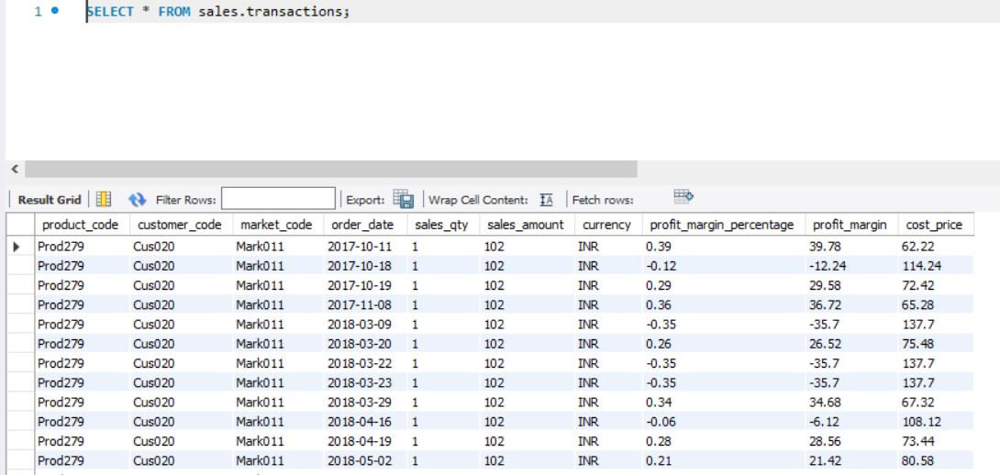 1 SELECT * FROM sales.transactions;
Result Grid Filter Rows: Export: Wrap Cell Content: IA Fetch rows:
product_code customer_code market_code order_date sales_qty sales_amount currency profit_margin_percentage profit_margin cost_price
Prod279 Cus020 Mark011 2017-10-11 1 102 INR 0.39 39.78 62.22
Prod279 Cus020 Mark011 2017-10-18 1 102 INR -0.12 -12.24 114.24
Prod279 Cus020 Mark011 2017-10-19 1 102 INR 0.29 29.58 72.42
Prod279 Cus020 Mark011 2017-11-08 1 102 INR 0.36 36.72 65.28
Prod279 Cus020 Mark011 2018-03-09 1 102 INR -0.35 -35.7 137.7
Prod279 Cus020 Mark011 2018-03-20 1 102 INR 0.26 26.52 75.48
Prod279 Cus020 Mark011 2018-03-22 1 102 INR -0.35 -35.7 137.7
Prod279 Cus020 Mark011 2018-03-23 1 102 INR -0.35 -35.7 137.7
Prod279 Cus020 Mark011 2018-03-29 1 102 INR 0.34 34.68 67.32
Prod279 Cus020 Mark011 2018-04-16 1 102 INR -0.06 -6.12 108.12
Prod279 Cus020 Mark011 2018-04-19 1 102 INR 0.28 28.56 73.44
Prod279 Cus020 Mark011 2018-05-02 1 102 INR 0.21 21.42 80.58